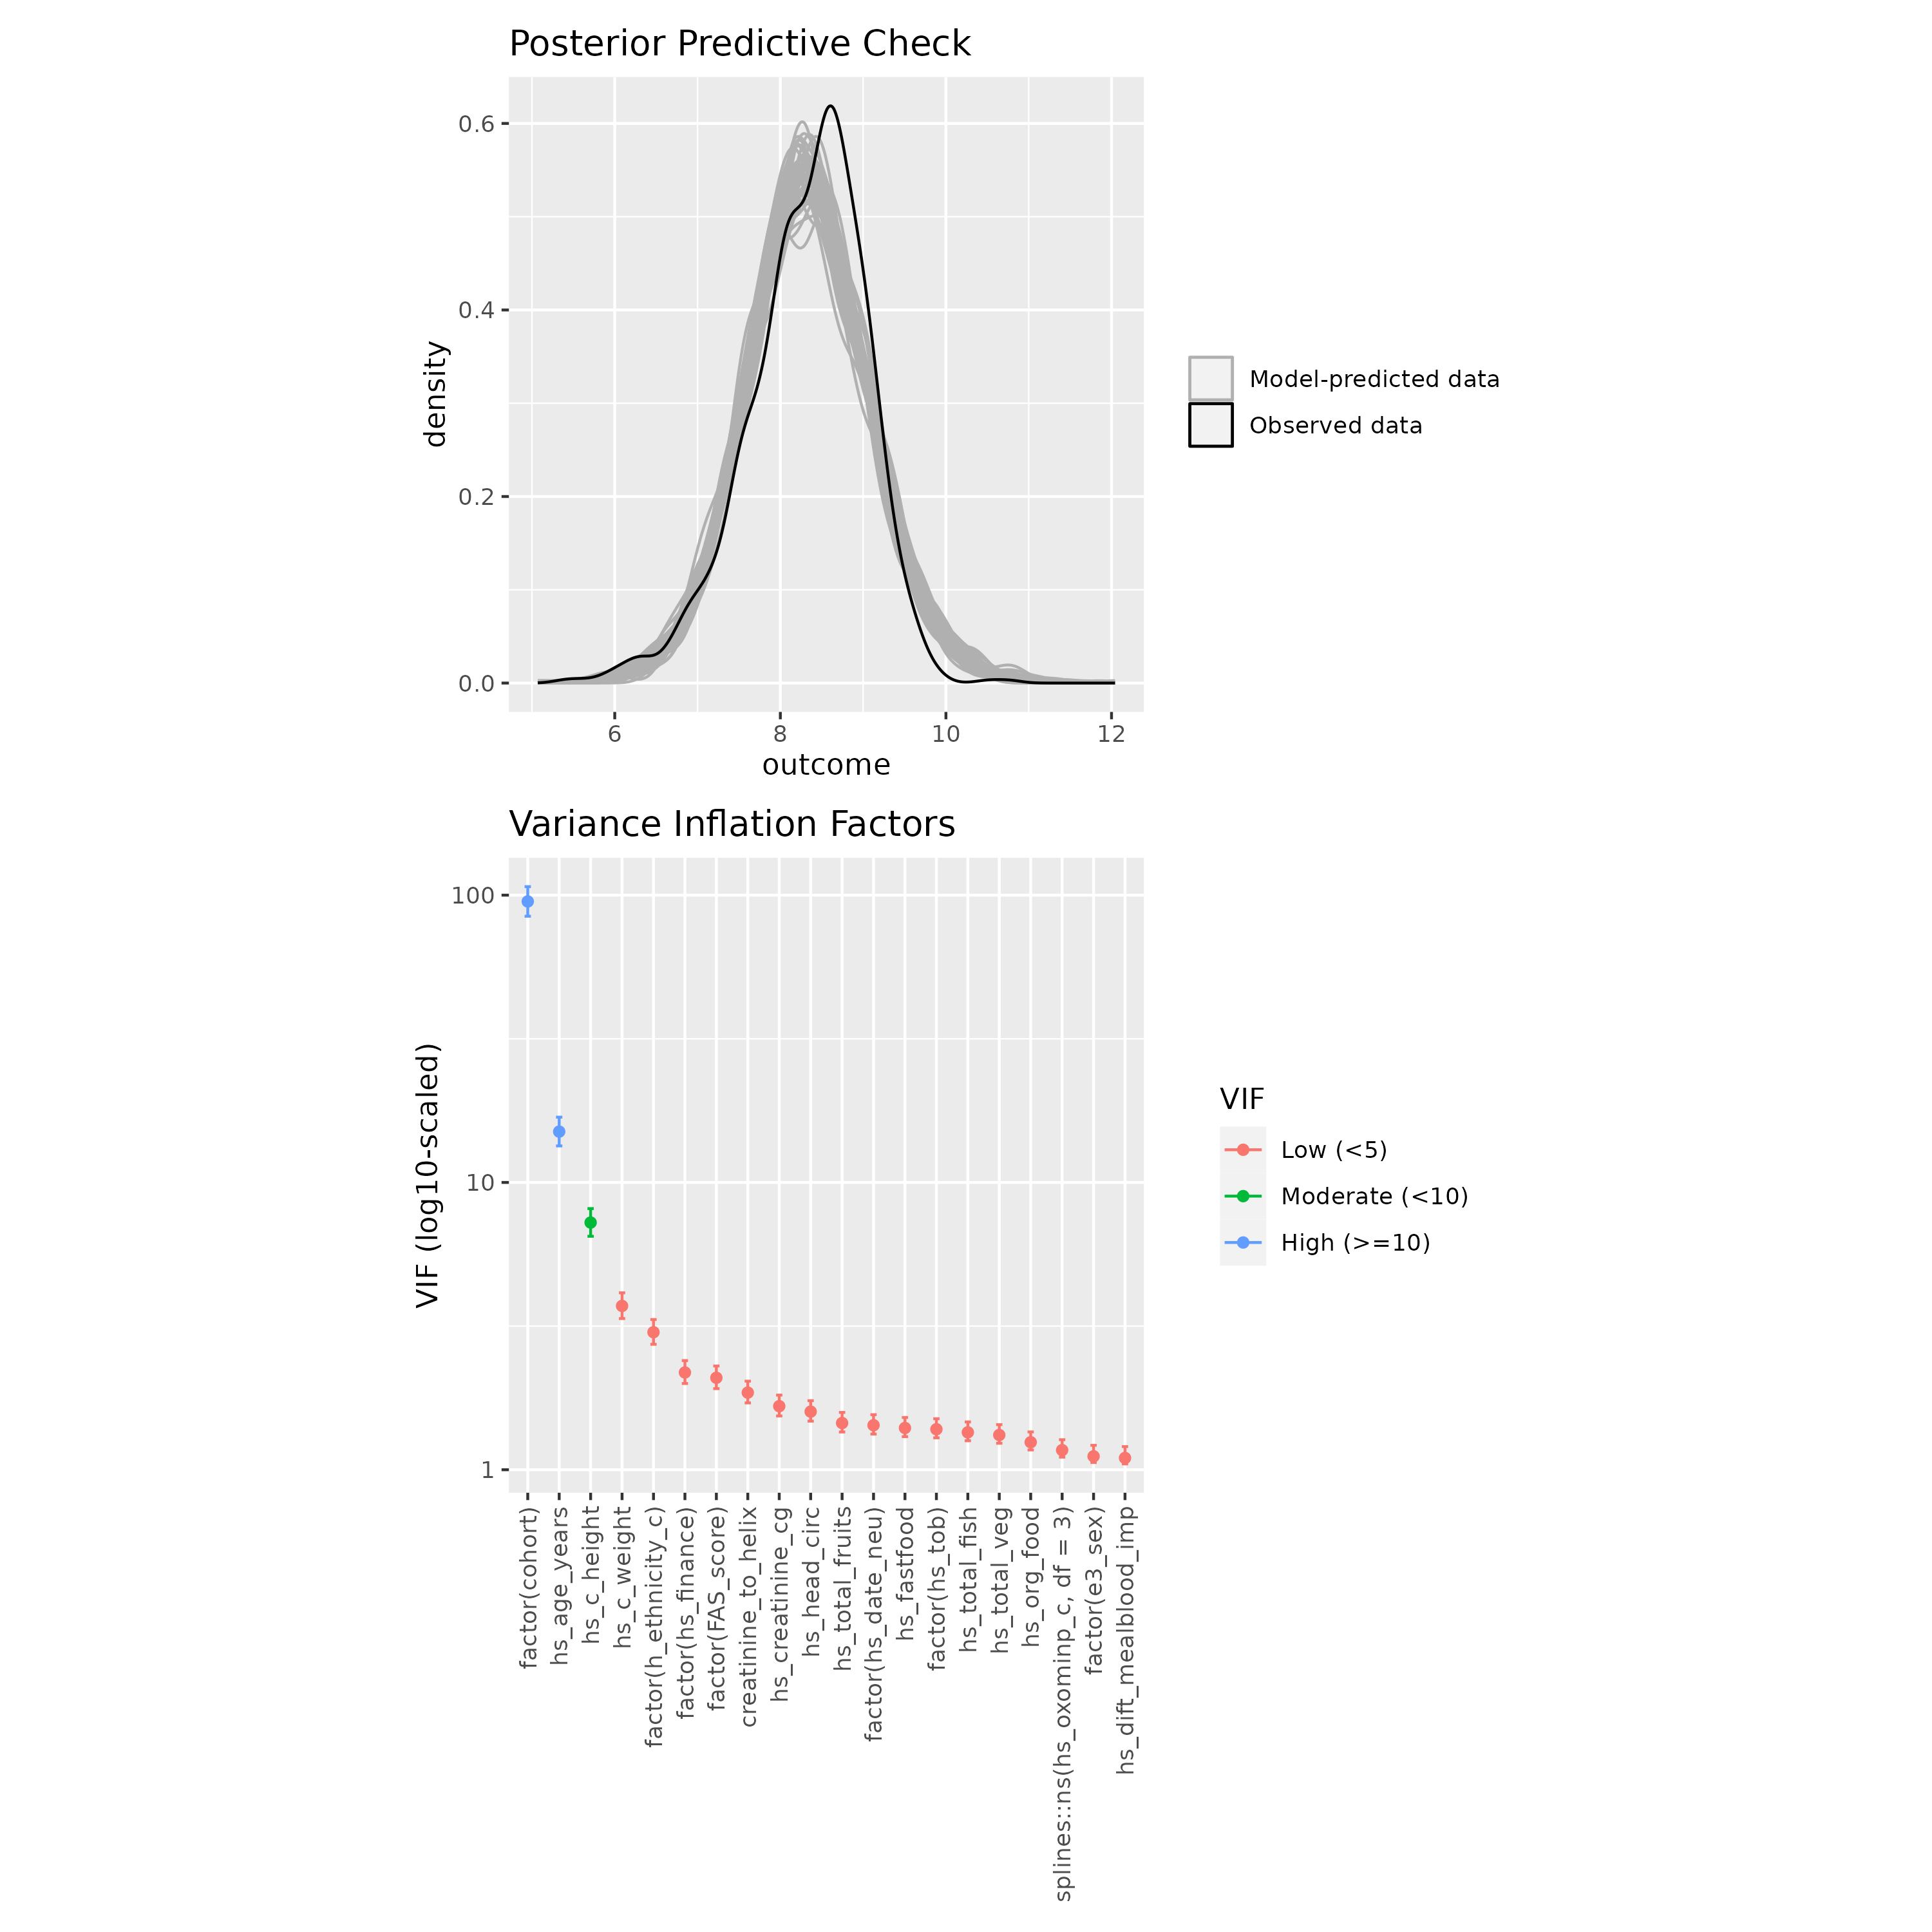 Posterior Predictive Check
0.6
0.4
0.2
0.0
density
6 8 10 12
outcome
Model-predicted data
Observed data
Variance Inflation Factors
100
10
1
VIF (log10-scaled)
VIF
Low (<5)
Moderate (<10)
High (>=10)
factor(cohort)
hs_age_years
hs_c_height
hs_c_weight
factor(h_ethnicity_c)
factor(hs_finance)
factor(FAS_score)
creatinine_to_helix
hs_creatinine_cg
hs_head_circ
hs_total_fruits
factor(hs_date_neu)
hs_fastfood
factor(hs_tob)
hs_total_fish
hs_total_veg
hs_org_food
splines::ns(hs_oxominp_c, df = 3)
factor(e3_sex)
hs_dift_mealblood_imp